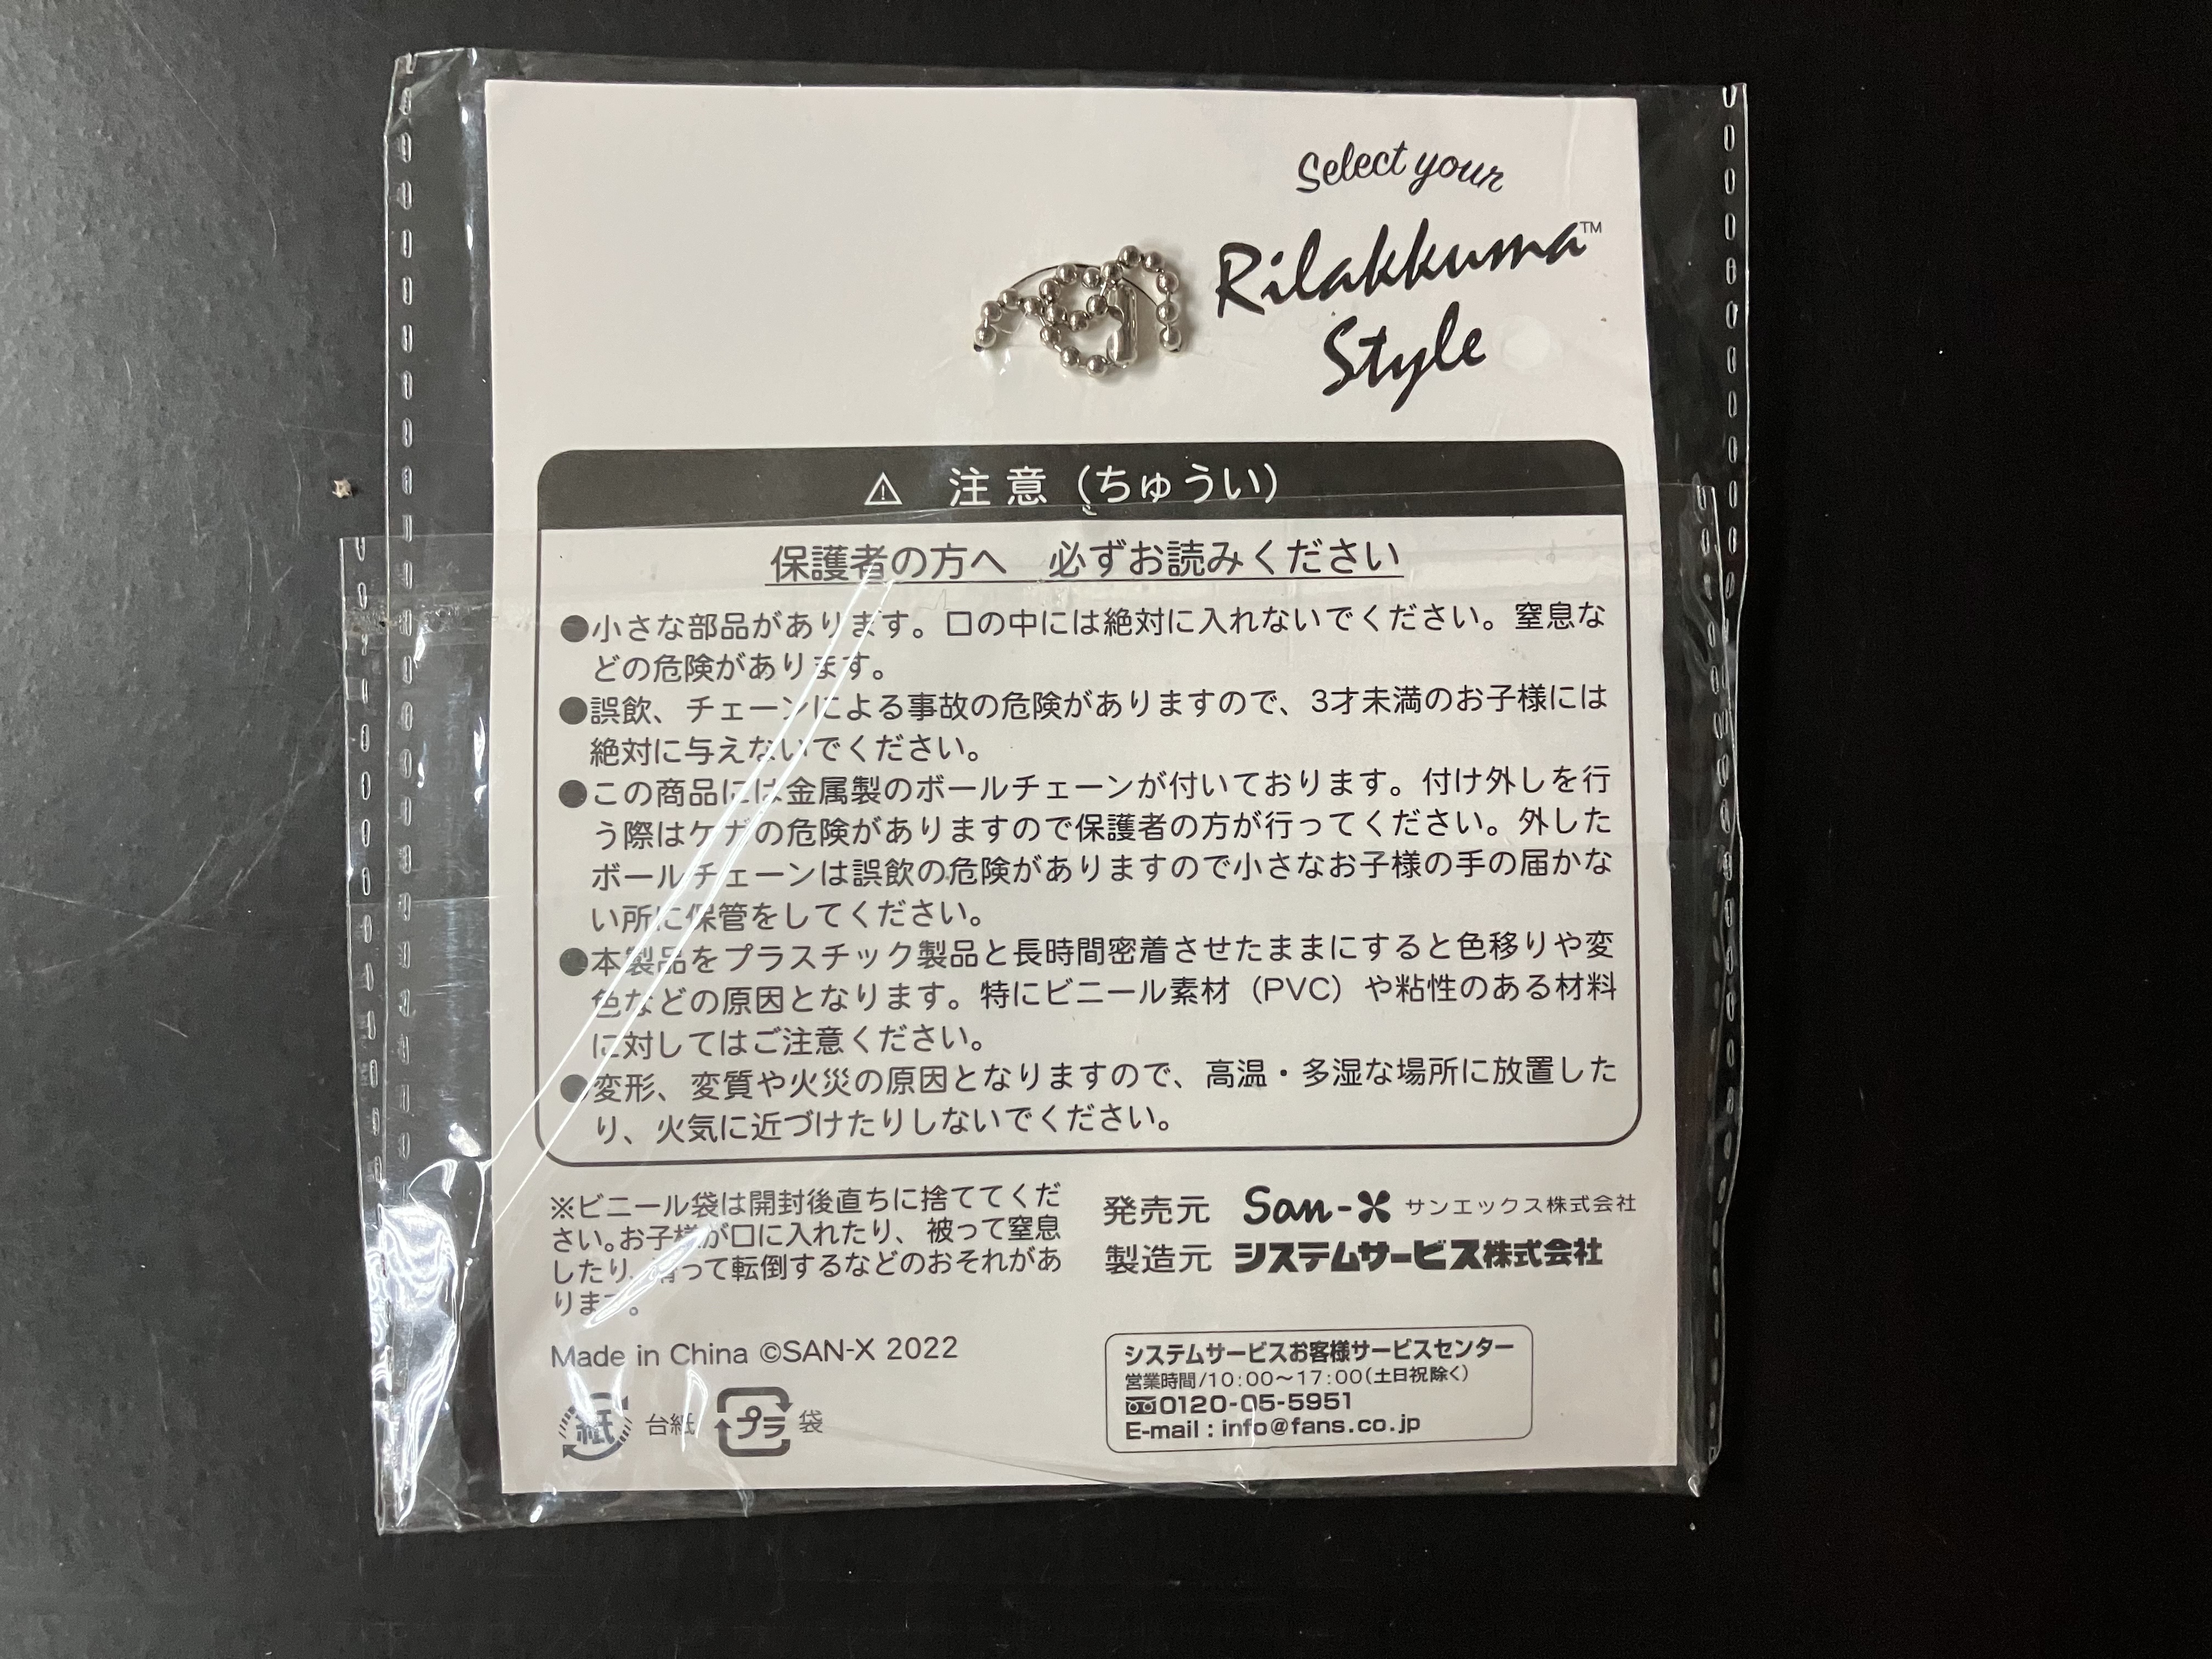 Select your
Rilakkuma™
Style
⚠ 注意（ちゅうい）
保護者の方へ 必ずお読みください
●小さな部品があります。口の中には絶対に入れないでください。窒息な
どの危険があります。
●誤飲、チェーンによる事故の危険がありますので、3才未満のお子様には
絶対に与えないでください。
●この商品には金属製のボールチェーンが付いております。付け外しを行
う際はケガの危険がありますので保護者の方が行ってください。外した
ボールチェーンは誤飲の危険がありますので小さなお子様の手の届かな
い所に保管をしてください。
●本製品をプラスチック製品と長時間密着させたままにすると色移りや変
色などの原因となります。特にビニール素材（PVC）や粘性のある材料
に対してはご注意ください。
●変形、変質や火災の原因となりますので、高温・多湿な場所に放置した
り、火気に近づけたりしないでください。
※ビニール袋は開封後直ちに捨ててくだ
さい。お子様が口に入れたり、被って窒息
したり、滑って転倒するなどのおそれがあ
ります。
発売元 San-X サンエックス株式会社
製造元 システムサービス株式会社
Made in China ©SAN-X 2022
紙 台紙 プラ 袋
システムサービスお客様サービスセンター
営業時間/10:00〜17:00(土日祝除く)
0120-05-5951
E-mail : info@fans.co.jp